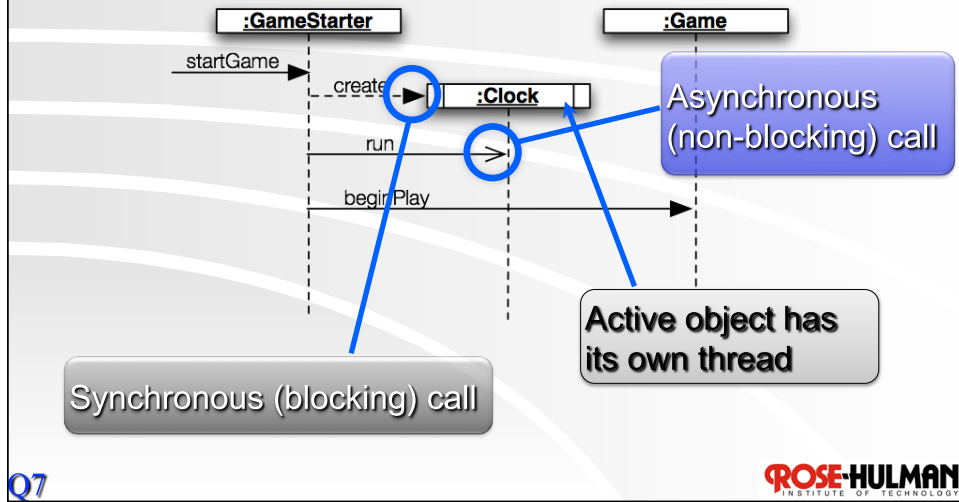 :GameStarter
:Game
startGame
create
:Clock
Asynchronous
(non-blocking) call
run
beginPlay
Active object has
its own thread
Synchronous (blocking) call
Q7
ROSE-HULMAN
INSTITUTE OF TECHNOLOGY